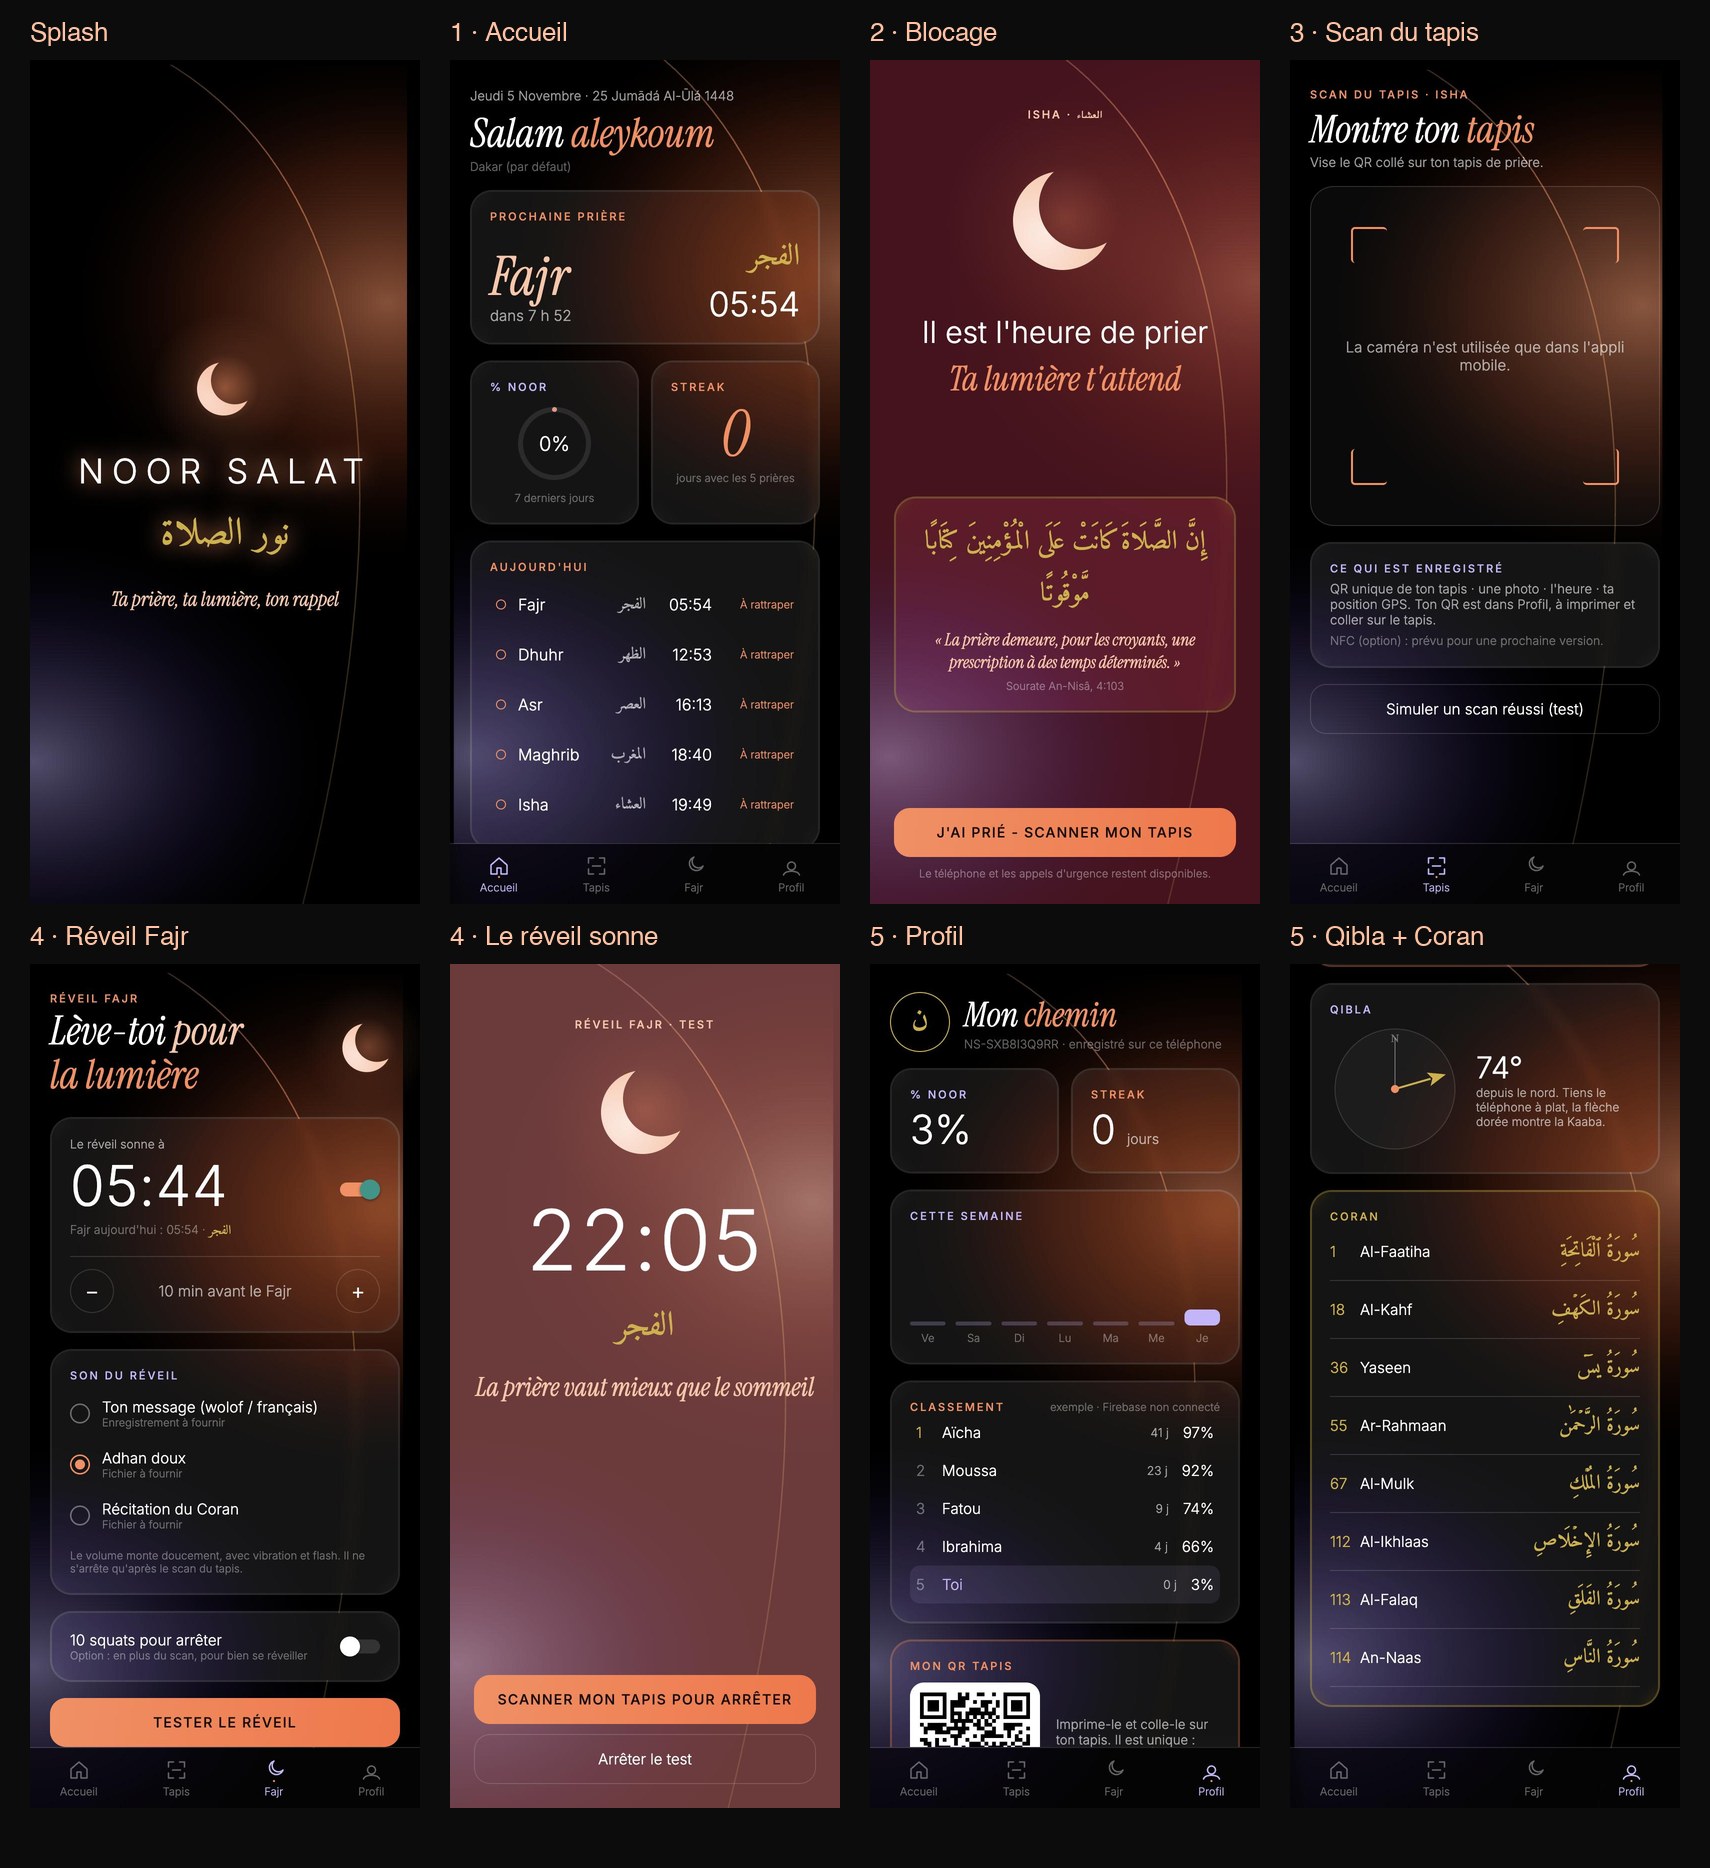 Splash
NOOR SALAT
نور الصلاة
Ta prière, ta lumière, ton rappel
1 · Accueil
Jeudi 5 Novembre · 25 Jumādá Al-Ūlá 1448
Salam aleykoum
Dakar (par défaut)
PROCHAINE PRIÈRE
Fajr
الفجر
dans 7 h 52
05:54
% NOOR
0%
7 derniers jours
STREAK
0
jours avec les 5 prières
AUJOURD'HUI
Fajr الفجر 05:54 À rattraper
Dhuhr الظهر 12:53 À rattraper
Asr العصر 16:13 À rattraper
Maghrib المغرب 18:40 À rattraper
Isha العشاء 19:49 À rattraper
Accueil Tapis Fajr Profil
2 · Blocage
ISHA · العشاء
Il est l'heure de prier
Ta lumière t'attend
إِنَّ الصَّلَاةَ كَانَتْ عَلَى الْمُؤْمِنِينَ كِتَابًا
مَّوْقُوتًا
« La prière demeure, pour les croyants, une
prescription à des temps déterminés. »
Sourate An-Nisâ, 4:103
J'AI PRIÉ - SCANNER MON TAPIS
Le téléphone et les appels d'urgence restent disponibles.
3 · Scan du tapis
SCAN DU TAPIS · ISHA
Montre ton tapis
Vise le QR collé sur ton tapis de prière.
La caméra n'est utilisée que dans l'appli
mobile.
CE QUI EST ENREGISTRÉ
QR unique de ton tapis · une photo · l'heure · ta
position GPS. Ton QR est dans Profil, à imprimer et
coller sur le tapis.
NFC (option) : prévu pour une prochaine version.
Simuler un scan réussi (test)
Accueil Tapis Fajr Profil
4 · Réveil Fajr
RÉVEIL FAJR
Lève-toi pour
la lumière
Le réveil sonne à
05:44
Fajr aujourd'hui : 05:54 · الفجر
− 10 min avant le Fajr +
SON DU RÉVEIL
Ton message (wolof / français)
Enregistrement à fournir
Adhan doux
Fichier à fournir
Récitation du Coran
Fichier à fournir
Le volume monte doucement, avec vibration et flash. Il ne
s'arrête qu'après le scan du tapis.
10 squats pour arrêter
Option : en plus du scan, pour bien se réveiller
TESTER LE RÉVEIL
Accueil Tapis Fajr Profil
4 · Le réveil sonne
RÉVEIL FAJR · TEST
22:05
الفجر
La prière vaut mieux que le sommeil
SCANNER MON TAPIS POUR ARRÊTER
Arrêter le test
5 · Profil
ن
Mon chemin
NS-SXB8I3Q9RR · enregistré sur ce téléphone
% NOOR
3%
STREAK
0 jours
CETTE SEMAINE
Ve Sa Di Lu Ma Me Je
CLASSEMENT exemple · Firebase non connecté
1 Aïcha 41 j 97%
2 Moussa 23 j 92%
3 Fatou 9 j 74%
4 Ibrahima 4 j 66%
5 Toi 0 j 3%
MON QR TAPIS
Imprime-le et colle-le sur
ton tapis. Il est unique :
Accueil Tapis Fajr Profil
5 · Qibla + Coran
QIBLA
N
74°
depuis le nord. Tiens le
téléphone à plat, la flèche
dorée montre la Kaaba.
CORAN
1 Al-Faatiha سُورَةُ ٱلْفَاتِحَةِ
18 Al-Kahf سُورَةُ الكَهْفِ
36 Yaseen سُورَةُ يسٓ
55 Ar-Rahmaan سُورَةُ الرَّحْمَٰن
67 Al-Mulk سُورَةُ المُلْكِ
112 Al-Ikhlaas سُورَةُ الإِخْلَاصِ
113 Al-Falaq سُورَةُ الفَلَقِ
114 An-Naas سُورَةُ النَّاسِ
Accueil Tapis Fajr Profil